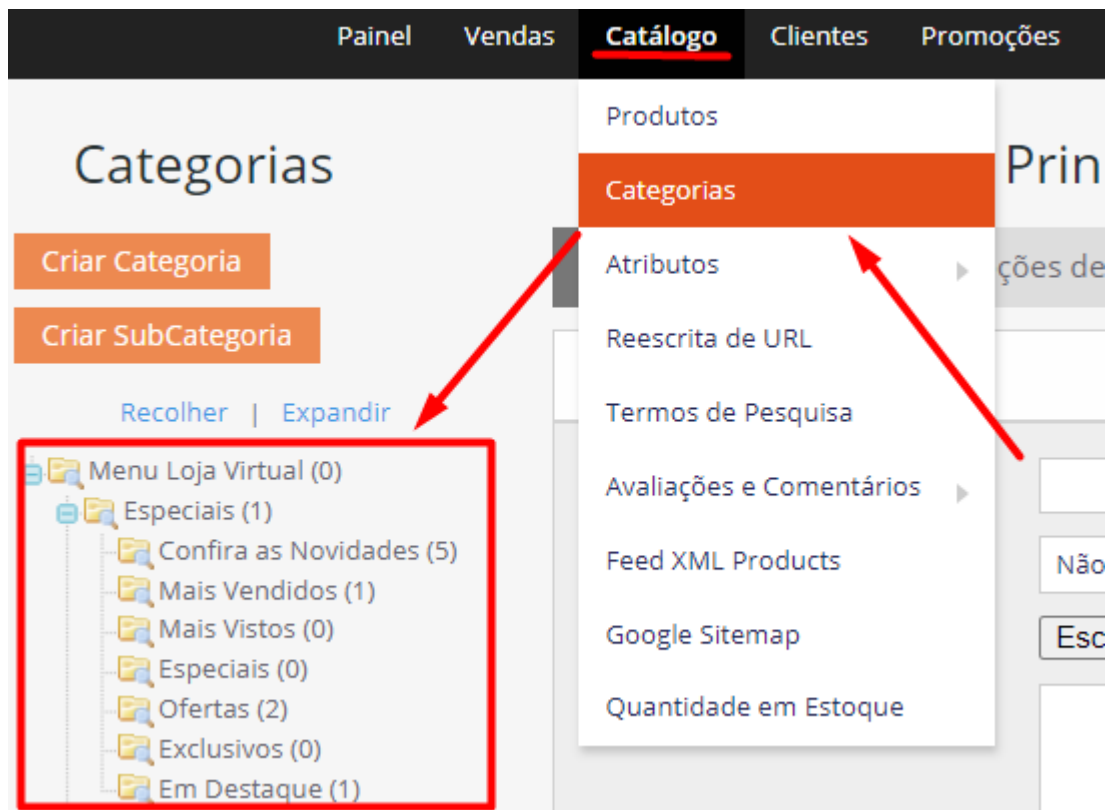 Painel Vendas Catálogo Clientes Promoções
Categorias
Criar Categoria
Criar SubCategoria
Recolher | Expandir
Menu Loja Virtual (0)
Especiais (1)
Confira as Novidades (5)
Mais Vendidos (1)
Mais Vistos (0)
Especiais (0)
Ofertas (2)
Exclusivos (0)
Em Destaque (1)
Produtos
Categorias
Atributos
Reescrita de URL
Termos de Pesquisa
Avaliações e Comentários
Feed XML Products
Google Sitemap
Quantidade em Estoque
Prin
ções de
Não
Esc